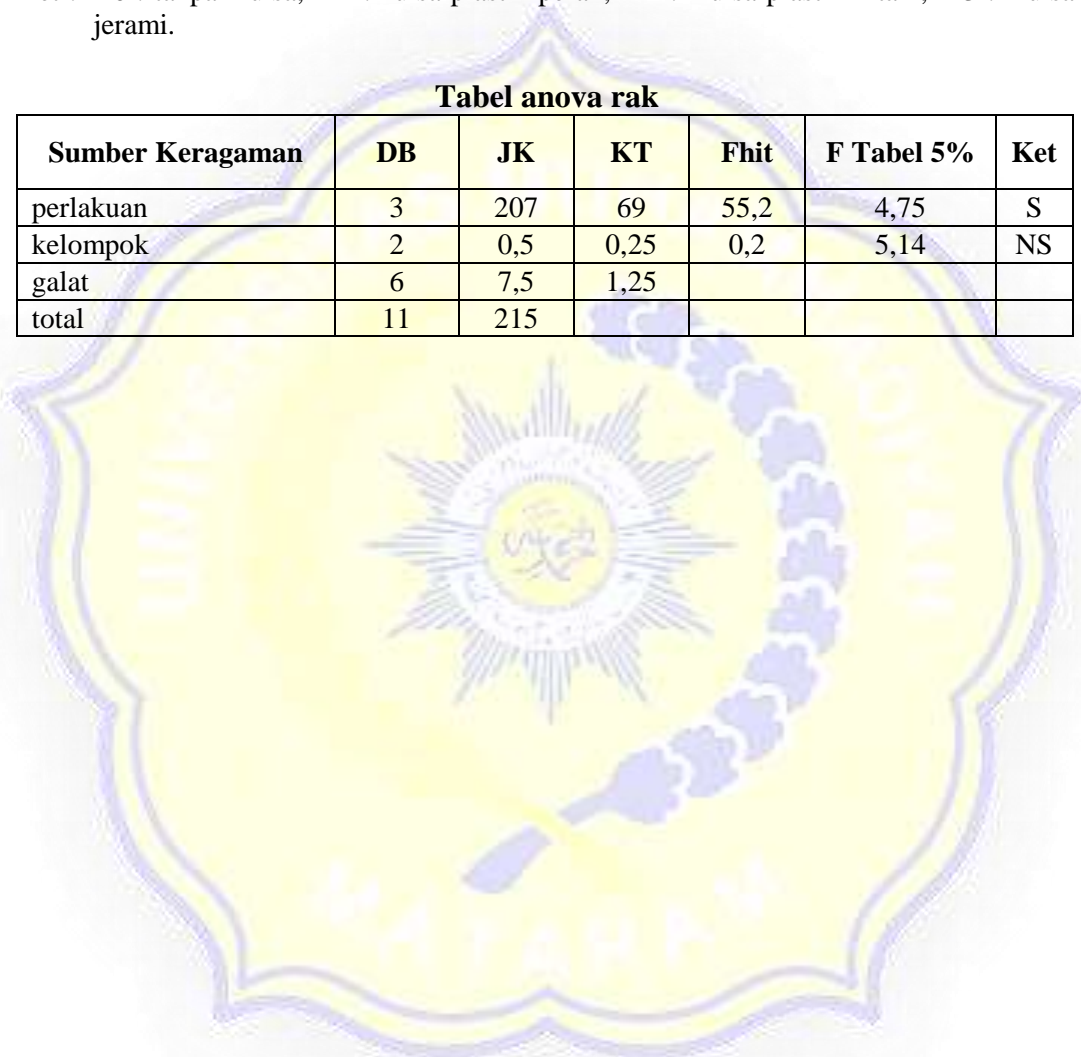 jerami.
Tabel anova rak
Sumber Keragaman DB JK KT Fhit F Tabel 5% Ket
perlakuan 3 207 69 55,2 4,75 S
kelompok 2 0,5 0,25 0,2 5,14 NS
galat 6 7,5 1,25
total 11 215
MATARAM